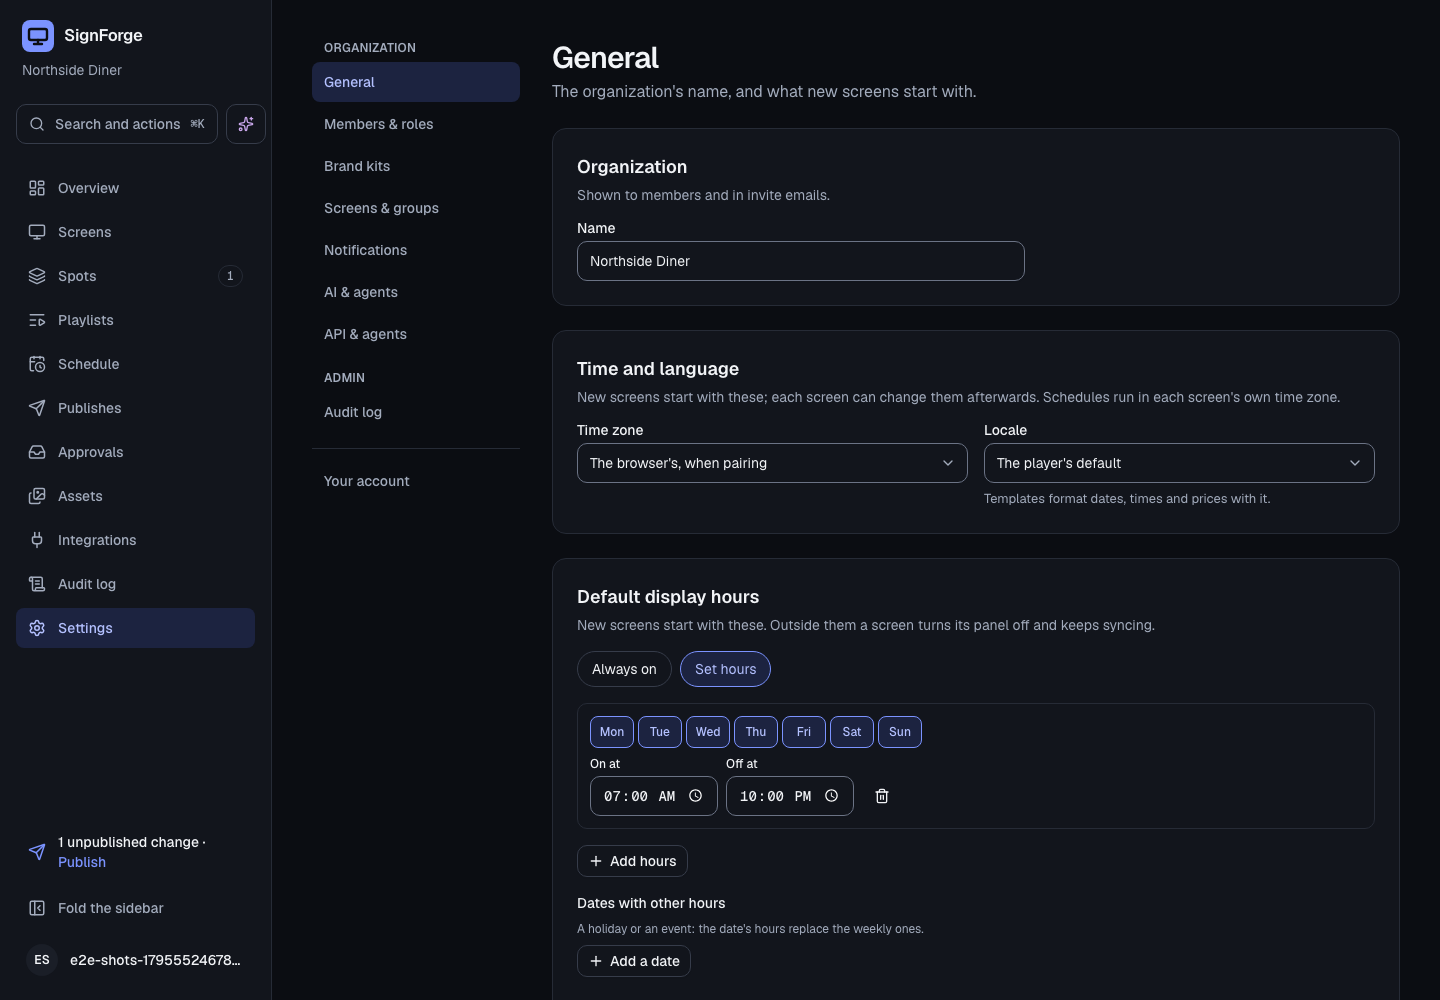 SignForge
Northside Diner
Search and actions ⌘K
Overview
Screens
Spots 1
Playlists
Schedule
Publishes
Approvals
Assets
Integrations
Audit log
Settings
1 unpublished change ·
Publish
Fold the sidebar
ES e2e-shots-17955524678...
ORGANIZATION
General
Members & roles
Brand kits
Screens & groups
Notifications
AI & agents
API & agents
ADMIN
Audit log
Your account
General
The organization's name, and what new screens start with.
Organization
Shown to members and in invite emails.
Name
Northside Diner
Time and language
New screens start with these; each screen can change them afterwards. Schedules run in each screen's own time zone.
Time zone Locale
The browser's, when pairing The player's default
Templates format dates, times and prices with it.
Default display hours
New screens start with these. Outside them a screen turns its panel off and keeps syncing.
Always on Set hours
Mon Tue Wed Thu Fri Sat Sun
On at Off at
07:00 AM 10:00 PM
Add hours
Dates with other hours
A holiday or an event: the date's hours replace the weekly ones.
Add a date